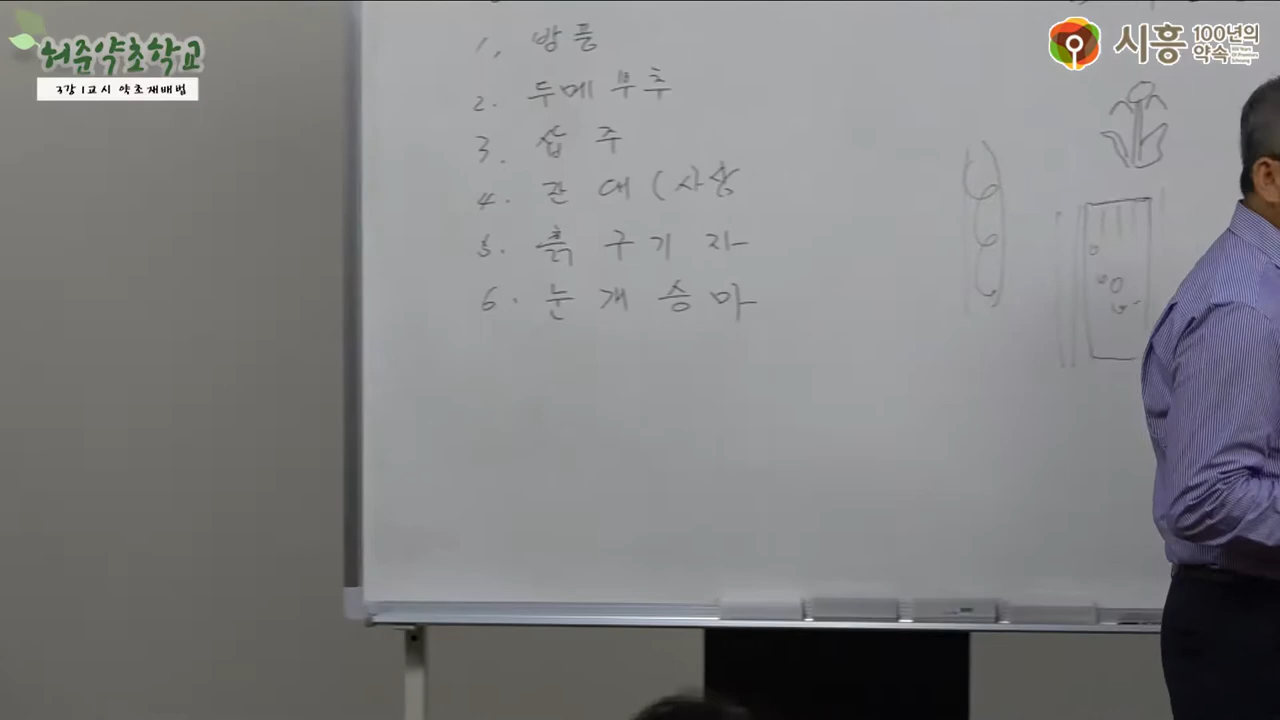 허준약초학교
3강 1교시 약초재배법
시흥 100년의 약속
1. 방풍
2. 두메 부추
3. 삽주
4. 잔대 (사삼
5. 흙구기자
6. 눈개승마